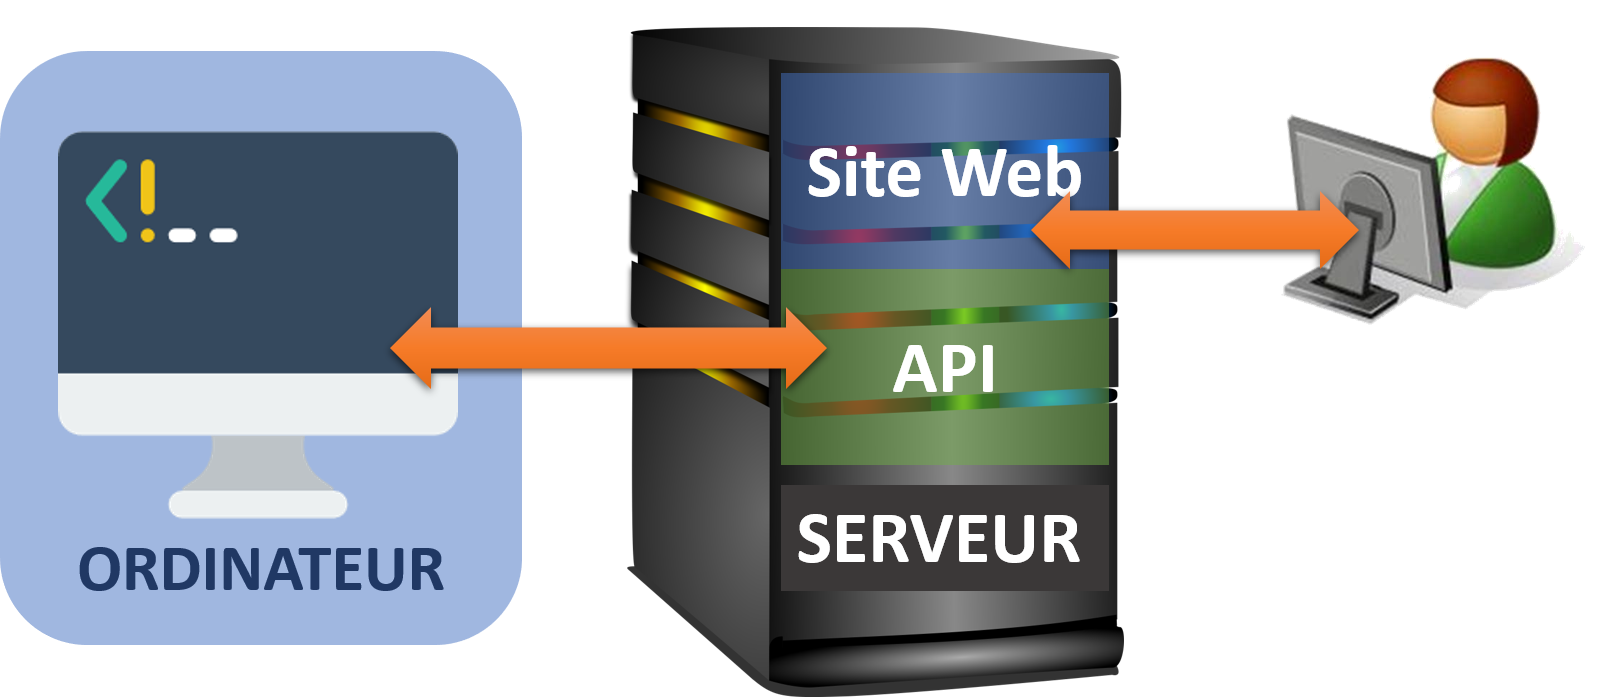 <!--
ORDINATEUR
Site Web
API
SERVEUR